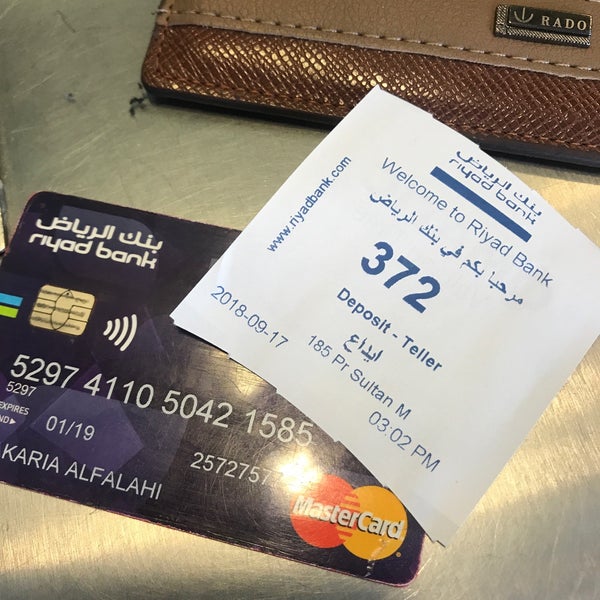 RADO
بنك الرياض
riyad bank
Welcome to Riyad Bank
مرحبا بكم في بنك الرياض
372
Deposit - Teller
ايداع
185 Pr Sultan M
2018-09-17
03:02 PM
www.riyadbank.com
بنك الرياض
riyad bank
5297 4110 5042 1585
5297
EXPIRES
END
01/19
2572757
KARIA ALFALAHI
MasterCard